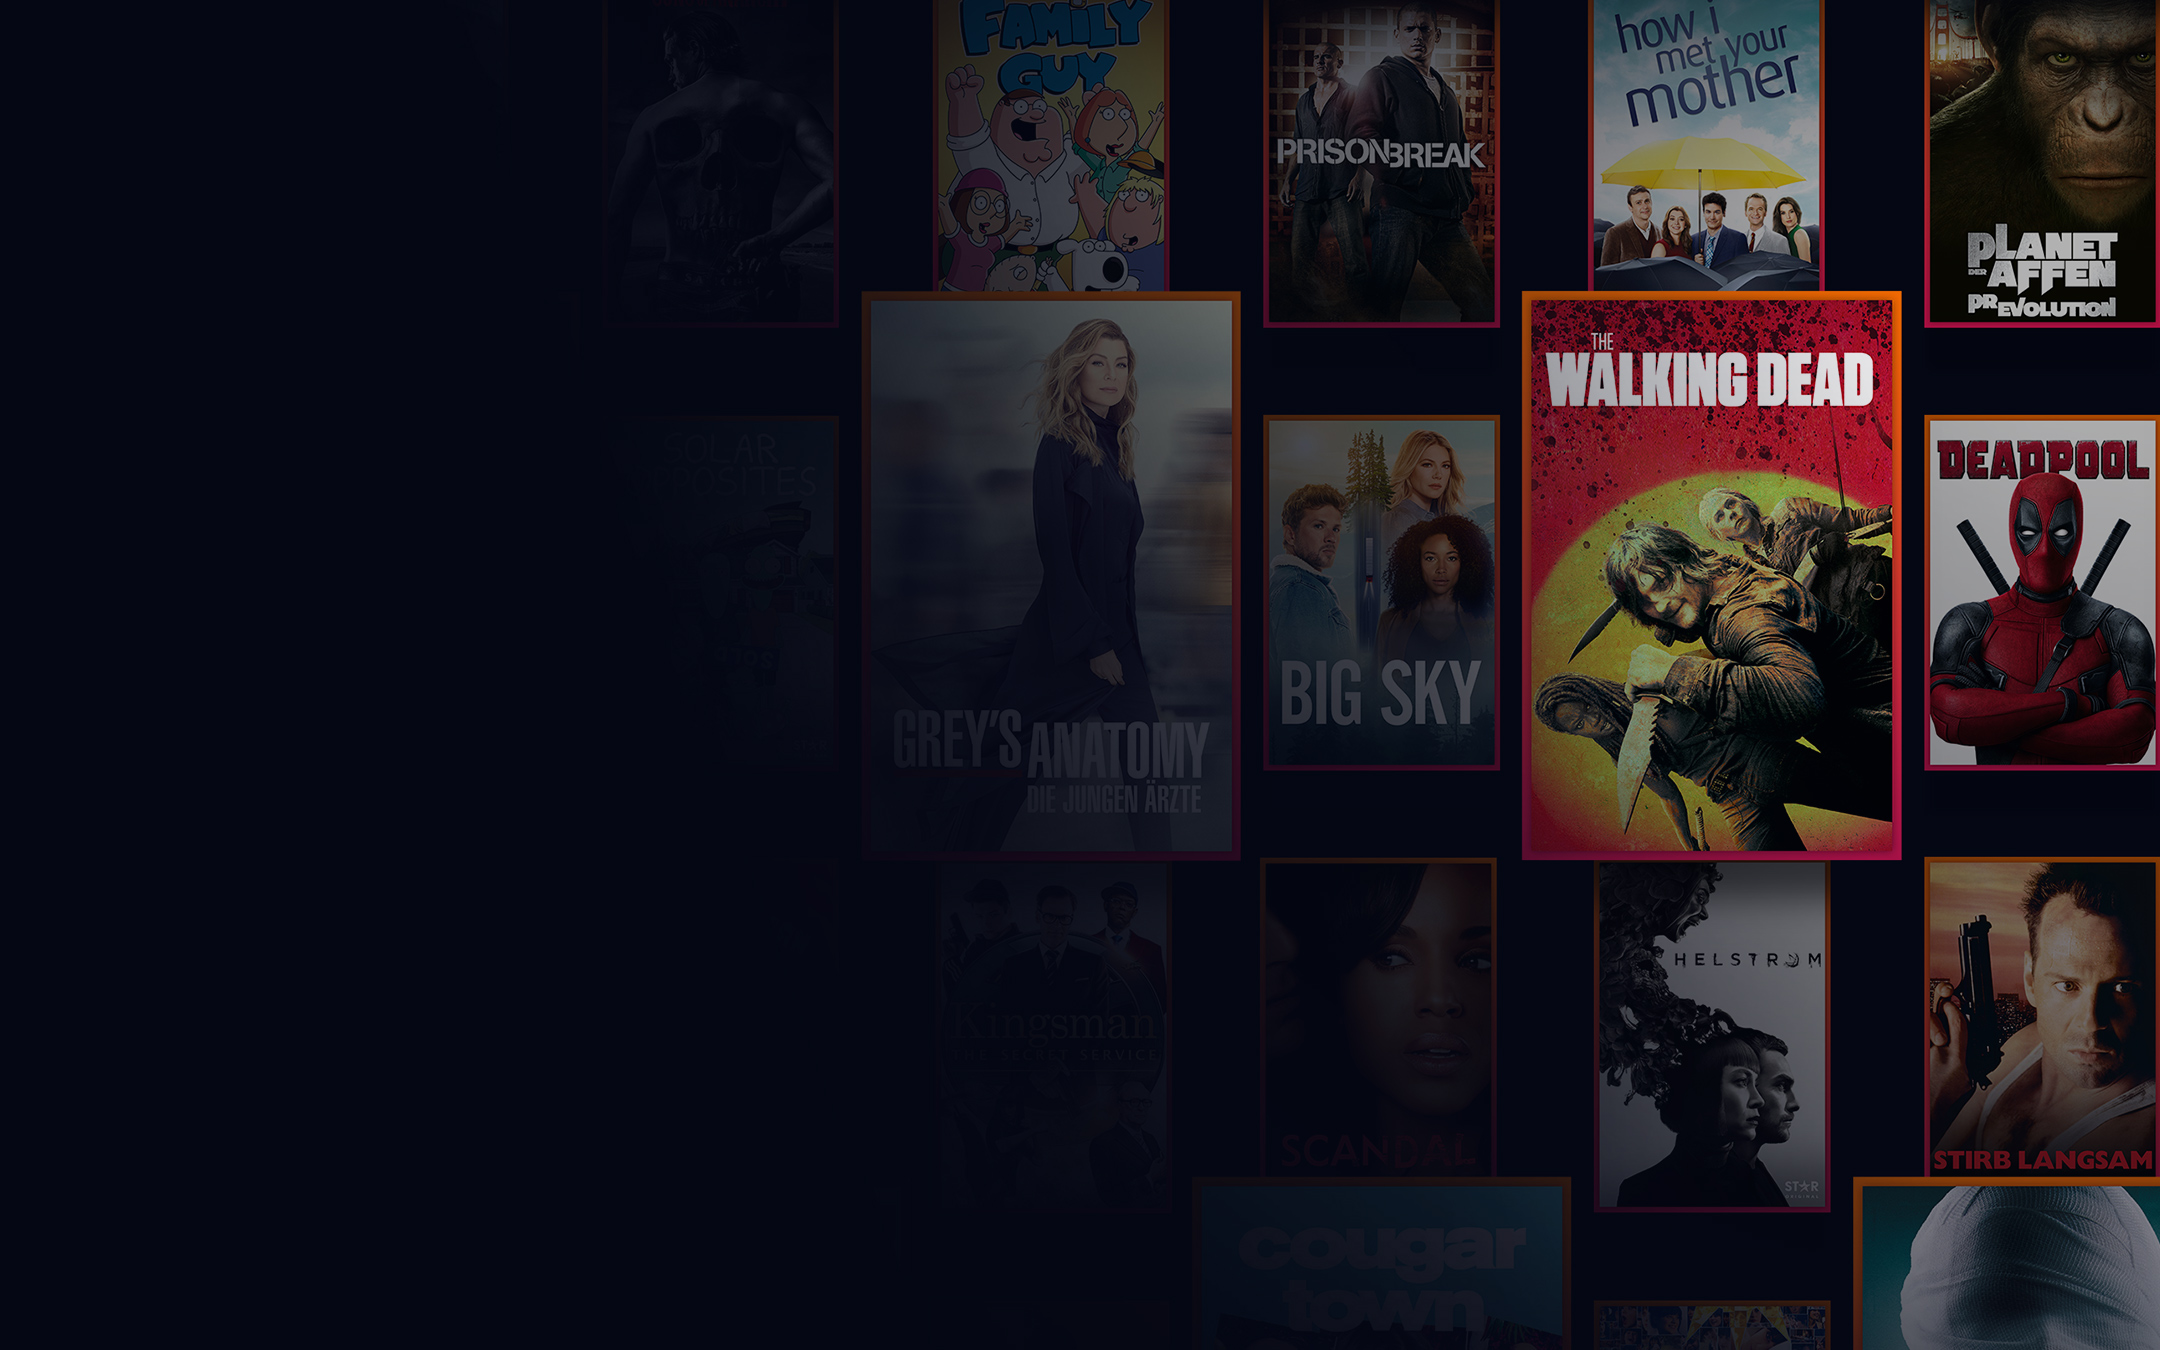 FAMILY
GUY
PRISON BREAK
how i
met your
mother
PLANET
DER
AFFEN
PREVOLUTION
GREY'S
ANATOMY
DIE JUNGEN ÄRZTE
THE
WALKING DEAD
SOLAR
OPPOSITES
BIG SKY
DEADPOOL
Kingsman
THE SECRET SERVICE
SCANDAL
HELSTROM
STAR
ORIGINAL
STIRB LANGSAM
cougar
town